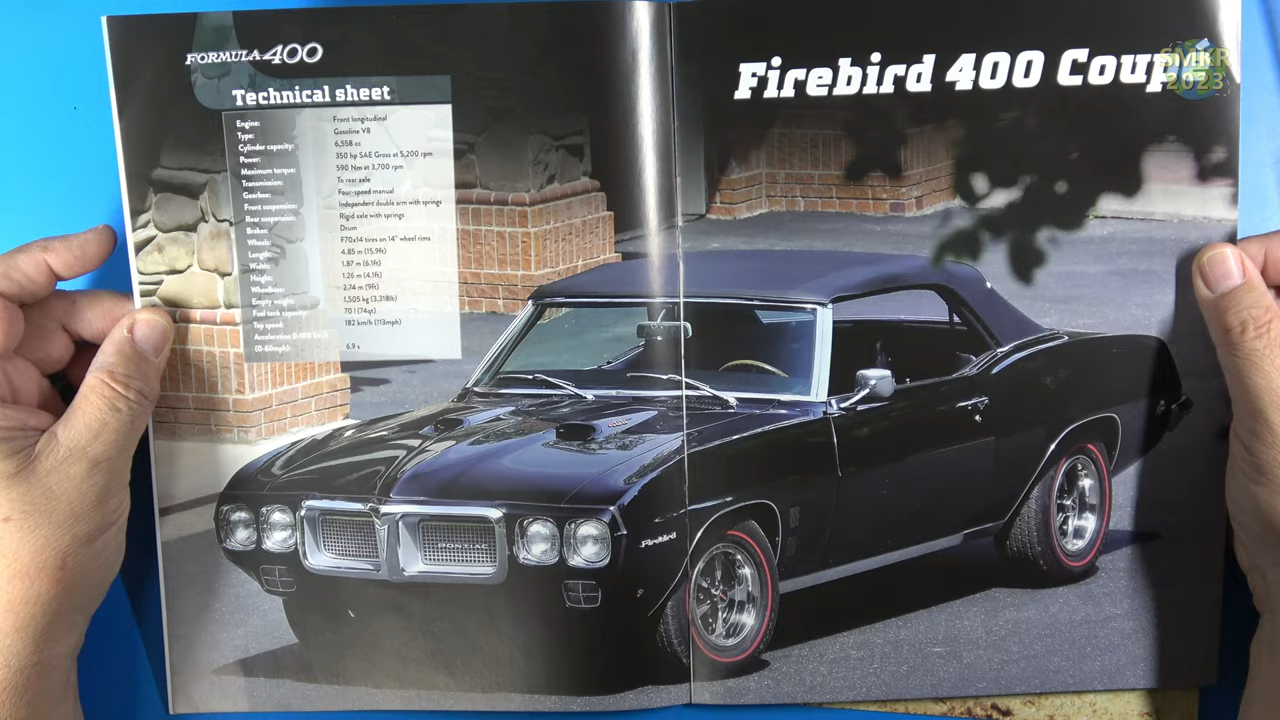 FORMULA 400
Technical sheet
Engine: Front longitudinal
Type: Gasoline V8
Cylinder capacity: 6,558 cc
Power: 350 hp SAE Gross at 5,200 rpm
Maximum torque: 590 Nm at 3,700 rpm
Transmission: To rear axle
Gearbox: Four-speed manual
Front suspension: Independent double arm with springs
Rear suspension: Rigid axle with springs
Brakes: Drum
Wheels: F70x14 tires on 14" wheel rims
Length: 4.85 m (15.9ft)
Width: 1.87 m (6.1ft)
Height: 1.26 m (4.1ft)
Wheelbase: 2.74 m (9ft)
Empty weight: 1,505 kg (3,318lb)
Fuel tank capacity: 70 l (74qt)
Top speed: 182 km/h (113mph)
Acceleration 0-100 km/h
(0-60mph): 6.9 s
Firebird 400 Coup
SMKR
2023
400
PONTIAC
Firebird